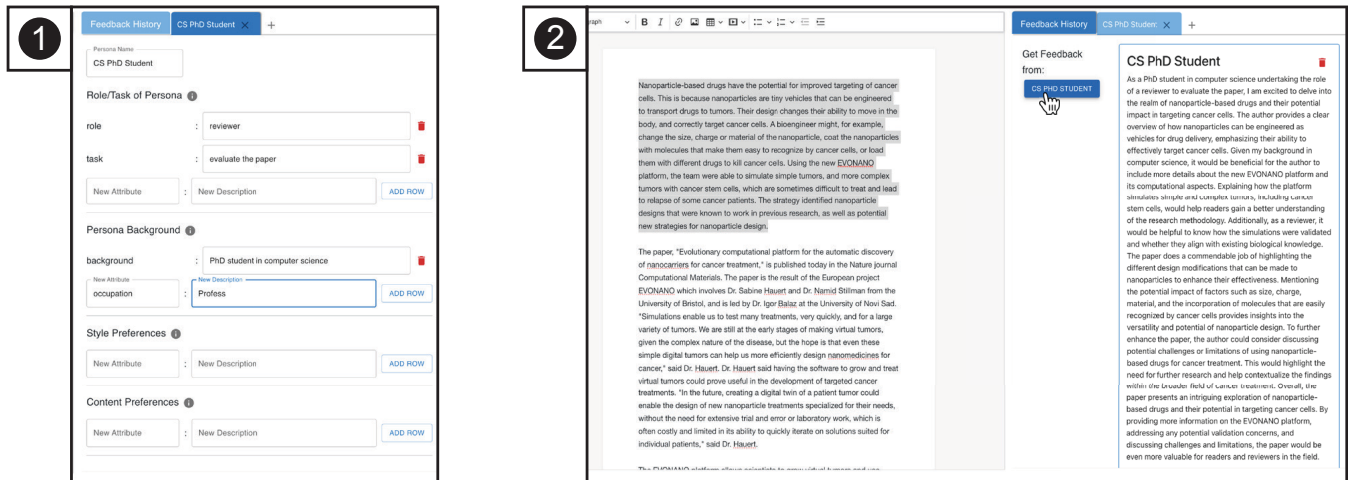 1
Feedback History
CS PhD Student
+
Persona Name
CS PhD Student
Role/Task of Persona
role : reviewer
task : evaluate the paper
New Attribute : New Description ADD ROW
Persona Background
background : PhD student in computer science
New Attribute New Description
occupation : Profess ADD ROW
Style Preferences
New Attribute : New Description ADD ROW
Content Preferences
New Attribute : New Description ADD ROW
2
B I
Nanoparticle-based drugs have the potential for improved targeting of cancer
cells. This is because nanoparticles are tiny vehicles that can be engineered
to transport drugs to tumors. Their design changes their ability to move in the
body, and correctly target cancer cells. A bioengineer might, for example,
change the size, charge or material of the nanoparticle, coat the nanoparticles
with molecules that make them easy to recognize by cancer cells, or load
them with different drugs to kill cancer cells. Using the new EVONANO
platform, the team were able to simulate simple tumors, and more complex
tumors with cancer stem cells, which are sometimes difficult to treat and lead
to relapse of some cancer patients. The strategy identified nanoparticle
designs that were known to work in previous research, as well as potential
new strategies for nanoparticle design.
The paper, "Evolutionary computational platform for the automatic discovery
of nanocarriers for cancer treatment," is published today in the Nature journal
Computational Materials. The paper is the result of the European project
EVONANO which involves Dr. Sabine Hauert and Dr. Namid Stillman from the
University of Bristol, and is led by Dr. Igor Balaz at the University of Novi Sad.
"Simulations enable us to test many treatments, very quickly, and for a large
variety of tumors. We are still at the early stages of making virtual tumors,
given the complex nature of the disease, but the hope is that even these
simple digital tumors can help us more efficiently design nanomedicines for
cancer," said Dr. Hauert. Dr. Hauert said having the software to grow and treat
virtual tumors could prove useful in the development of targeted cancer
treatments. "In the future, creating a digital twin of a patient tumor could
enable the design of new nanoparticle treatments specialized for their needs,
without the need for extensive trial and error or laboratory work, which is
often costly and limited in its ability to quickly iterate on solutions suited for
individual patients," said Dr. Hauert.
The EVONANO platform allows scientists to grow virtual tumors and use
Feedback History
CS PhD Student
+
Get Feedback
from:
CS PHD STUDENT
CS PhD Student
As a PhD student in computer science undertaking the role
of a reviewer to evaluate the paper, I am excited to delve into
the realm of nanoparticle-based drugs and their potential
impact in targeting cancer cells. The author provides a clear
overview of how nanoparticles can be engineered as
vehicles for drug delivery, emphasizing their ability to
effectively target cancer cells. Given my background in
computer science, it would be beneficial for the author to
include more details about the new EVONANO platform and
its computational aspects. Explaining how the platform
simulates simple and complex tumors, including cancer
stem cells, would help readers gain a better understanding
of the research methodology. Additionally, as a reviewer, it
would be helpful to know how the simulations were validated
and whether they align with existing biological knowledge.
The paper does a commendable job of highlighting the
different design modifications that can be made to
nanoparticles to enhance their effectiveness. Mentioning
the potential impact of factors such as size, charge,
material, and the incorporation of molecules that are easily
recognized by cancer cells provides insights into the
versatility and potential of nanoparticle design. To further
enhance the paper, the author could consider discussing
potential challenges or limitations of using nanoparticle-
based drugs for cancer treatment. This would highlight the
need for further research and help contextualize the findings
within the broader field of cancer treatment. Overall, the
paper presents an intriguing exploration of nanoparticle-
based drugs and their potential in targeting cancer cells. By
providing more information on the EVONANO platform,
addressing any potential validation concerns, and
discussing challenges and limitations, the paper would be
even more valuable for readers and reviewers in the field.